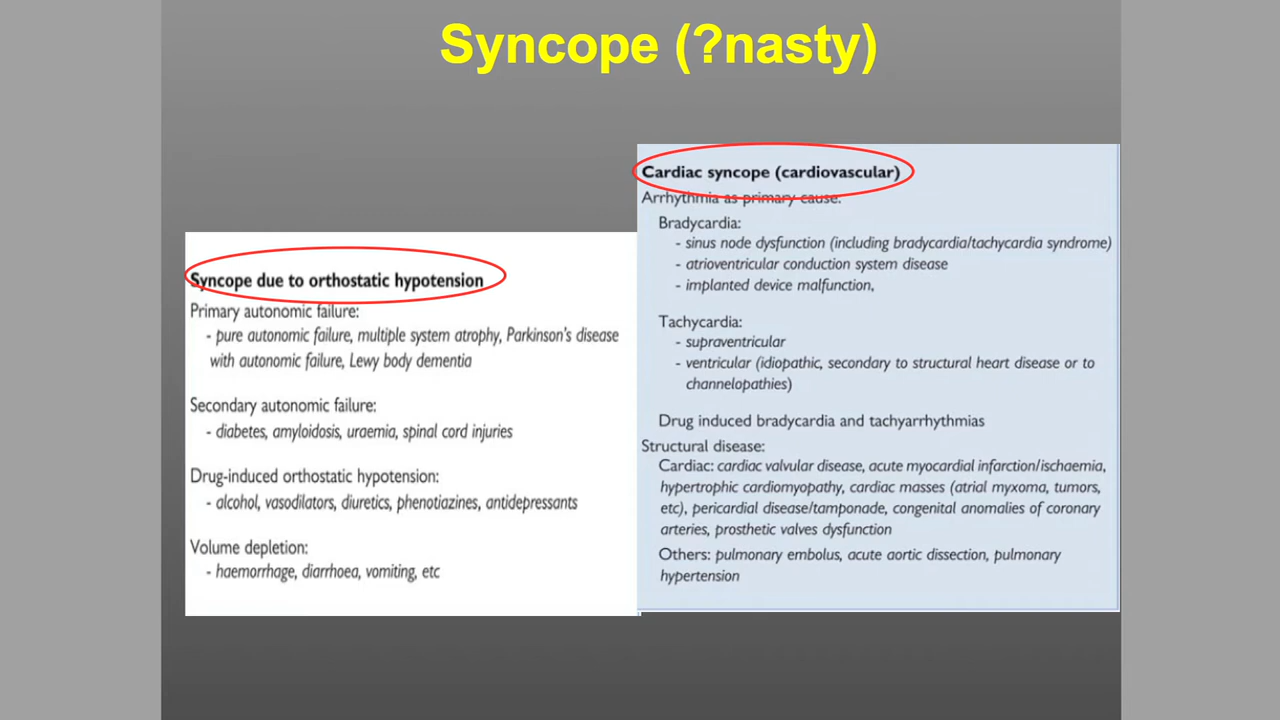 Syncope (?nasty)
Syncope due to orthostatic hypotension
Primary autonomic failure:
- pure autonomic failure, multiple system atrophy, Parkinson's disease
with autonomic failure, Lewy body dementia
Secondary autonomic failure:
- diabetes, amyloidosis, uraemia, spinal cord injuries
Drug-induced orthostatic hypotension:
- alcohol, vasodilators, diuretics, phenotiazines, antidepressants
Volume depletion:
- haemorrhage, diarrhoea, vomiting, etc
Cardiac syncope (cardiovascular)
Arrhythmia as primary cause:
Bradycardia:
- sinus node dysfunction (including bradycardia/tachycardia syndrome)
- atrioventricular conduction system disease
- implanted device malfunction,
Tachycardia:
- supraventricular
- ventricular (idiopathic, secondary to structural heart disease or to
channelopathies)
Drug induced bradycardia and tachyarrhythmias
Structural disease:
Cardiac: cardiac valvular disease, acute myocardial infarction/ischaemia,
hypertrophic cardiomyopathy, cardiac masses (atrial myxoma, tumors,
etc), pericardial disease/tamponade, congenital anomalies of coronary
arteries, prosthetic valves dysfunction
Others: pulmonary embolus, acute aortic dissection, pulmonary
hypertension